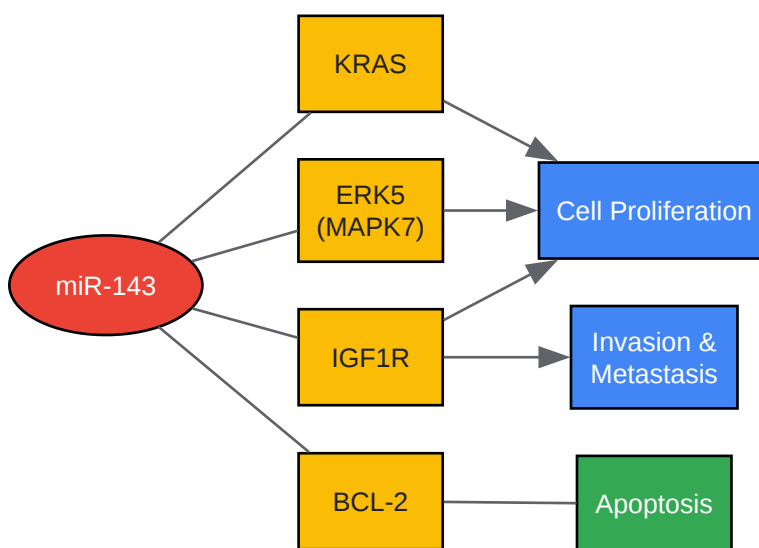 KRAS
ERK5
(MAPK7)
Cell Proliferation
miR-143
IGF1R
Invasion &
Metastasis
BCL-2
Apoptosis